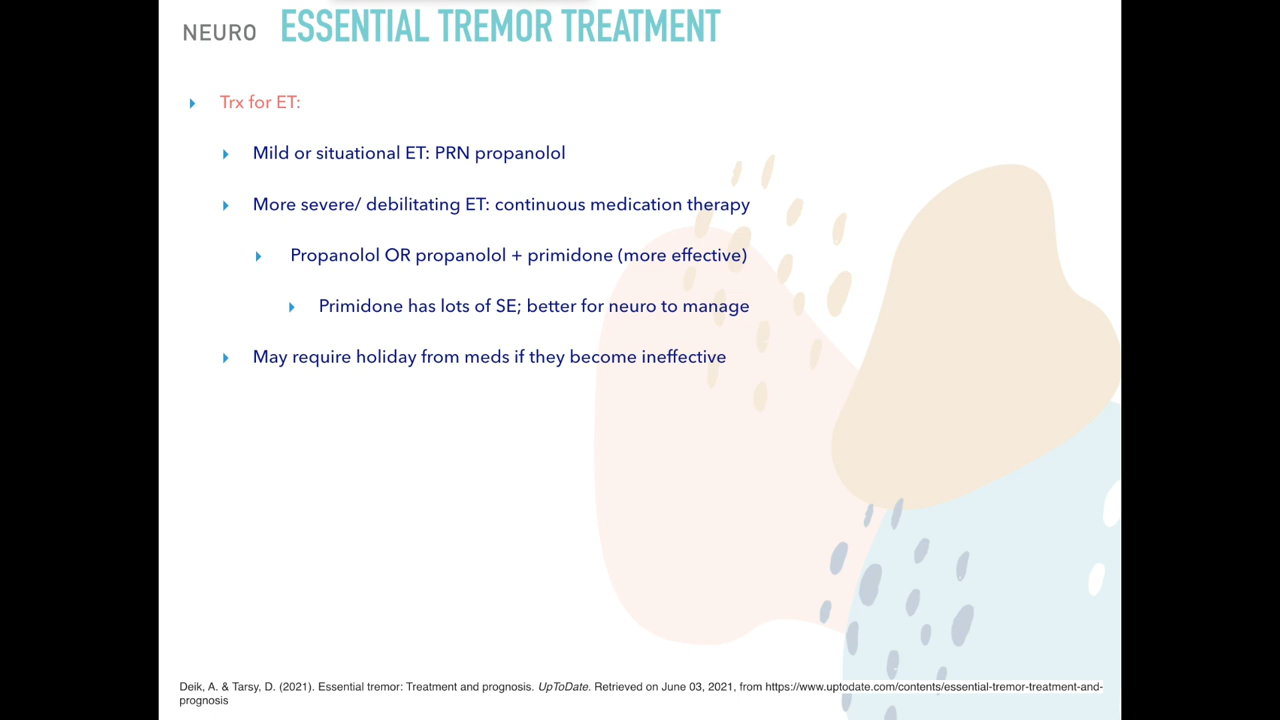 NEURO ESSENTIAL TREMOR TREATMENT
Trx for ET:
Mild or situational ET: PRN propanolol
More severe/ debilitating ET: continuous medication therapy
Propanolol OR propanolol + primidone (more effective)
Primidone has lots of SE; better for neuro to manage
May require holiday from meds if they become ineffective
Deik, A. & Tarsy, D. (2021). Essential tremor: Treatment and prognosis. UpToDate. Retrieved on June 03, 2021, from https://www.uptodate.com/contents/essential-tremor-treatment-and-
prognosis